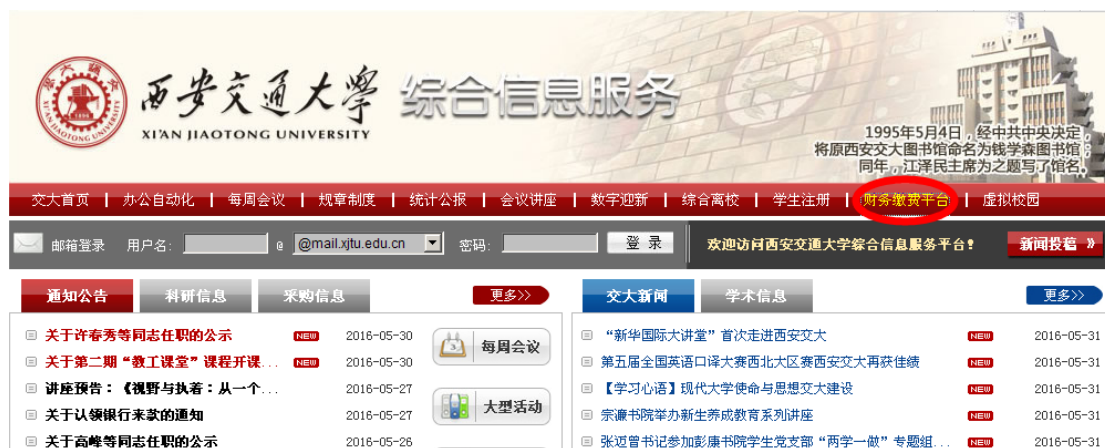 西安交通大學 综合信息服务
XI'AN JIAOTONG UNIVERSITY
1995年5月4日，经中共中央决定，
将原西安交大图书馆命名为钱学森图书馆；
同年，江泽民主席为之题写了馆名。
交大首页 | 办公自动化 | 每周会议 | 规章制度 | 统计公报 | 会议讲座 | 数字迎新 | 综合离校 | 学生注册 | 财务缴费平台 | 虚拟校园
邮箱登录 用户名: @ @mail.xjtu.edu.cn 密码: 登 录 欢迎访问西安交通大学综合信息服务平台! 新闻投稿 》
通知公告 科研信息 采购信息 更多>> 交大新闻 学术信息 更多>>
关于许春秀等同志任职的公示 NEW 2016-05-30
关于第二期“教工课堂”课程开课... NEW 2016-05-30
讲座预告：《视野与执着：从一个... 2016-05-27
关于认领银行来款的通知 2016-05-27
关于高峰等同志任职的公示 2016-05-26
每周会议
大型活动
“新华国际大讲堂”首次走进西安交大 NEW 2016-05-31
第五届全国英语口译大赛西北大区赛西安交大再获佳绩 NEW 2016-05-31
【学习心语】现代大学使命与思想交大建设 NEW 2016-05-31
宗濂书院举办新生养成教育系列讲座 NEW 2016-05-31
张迈曾书记参加彭康书院学生党支部“两学一做”专题组... NEW 2016-05-31